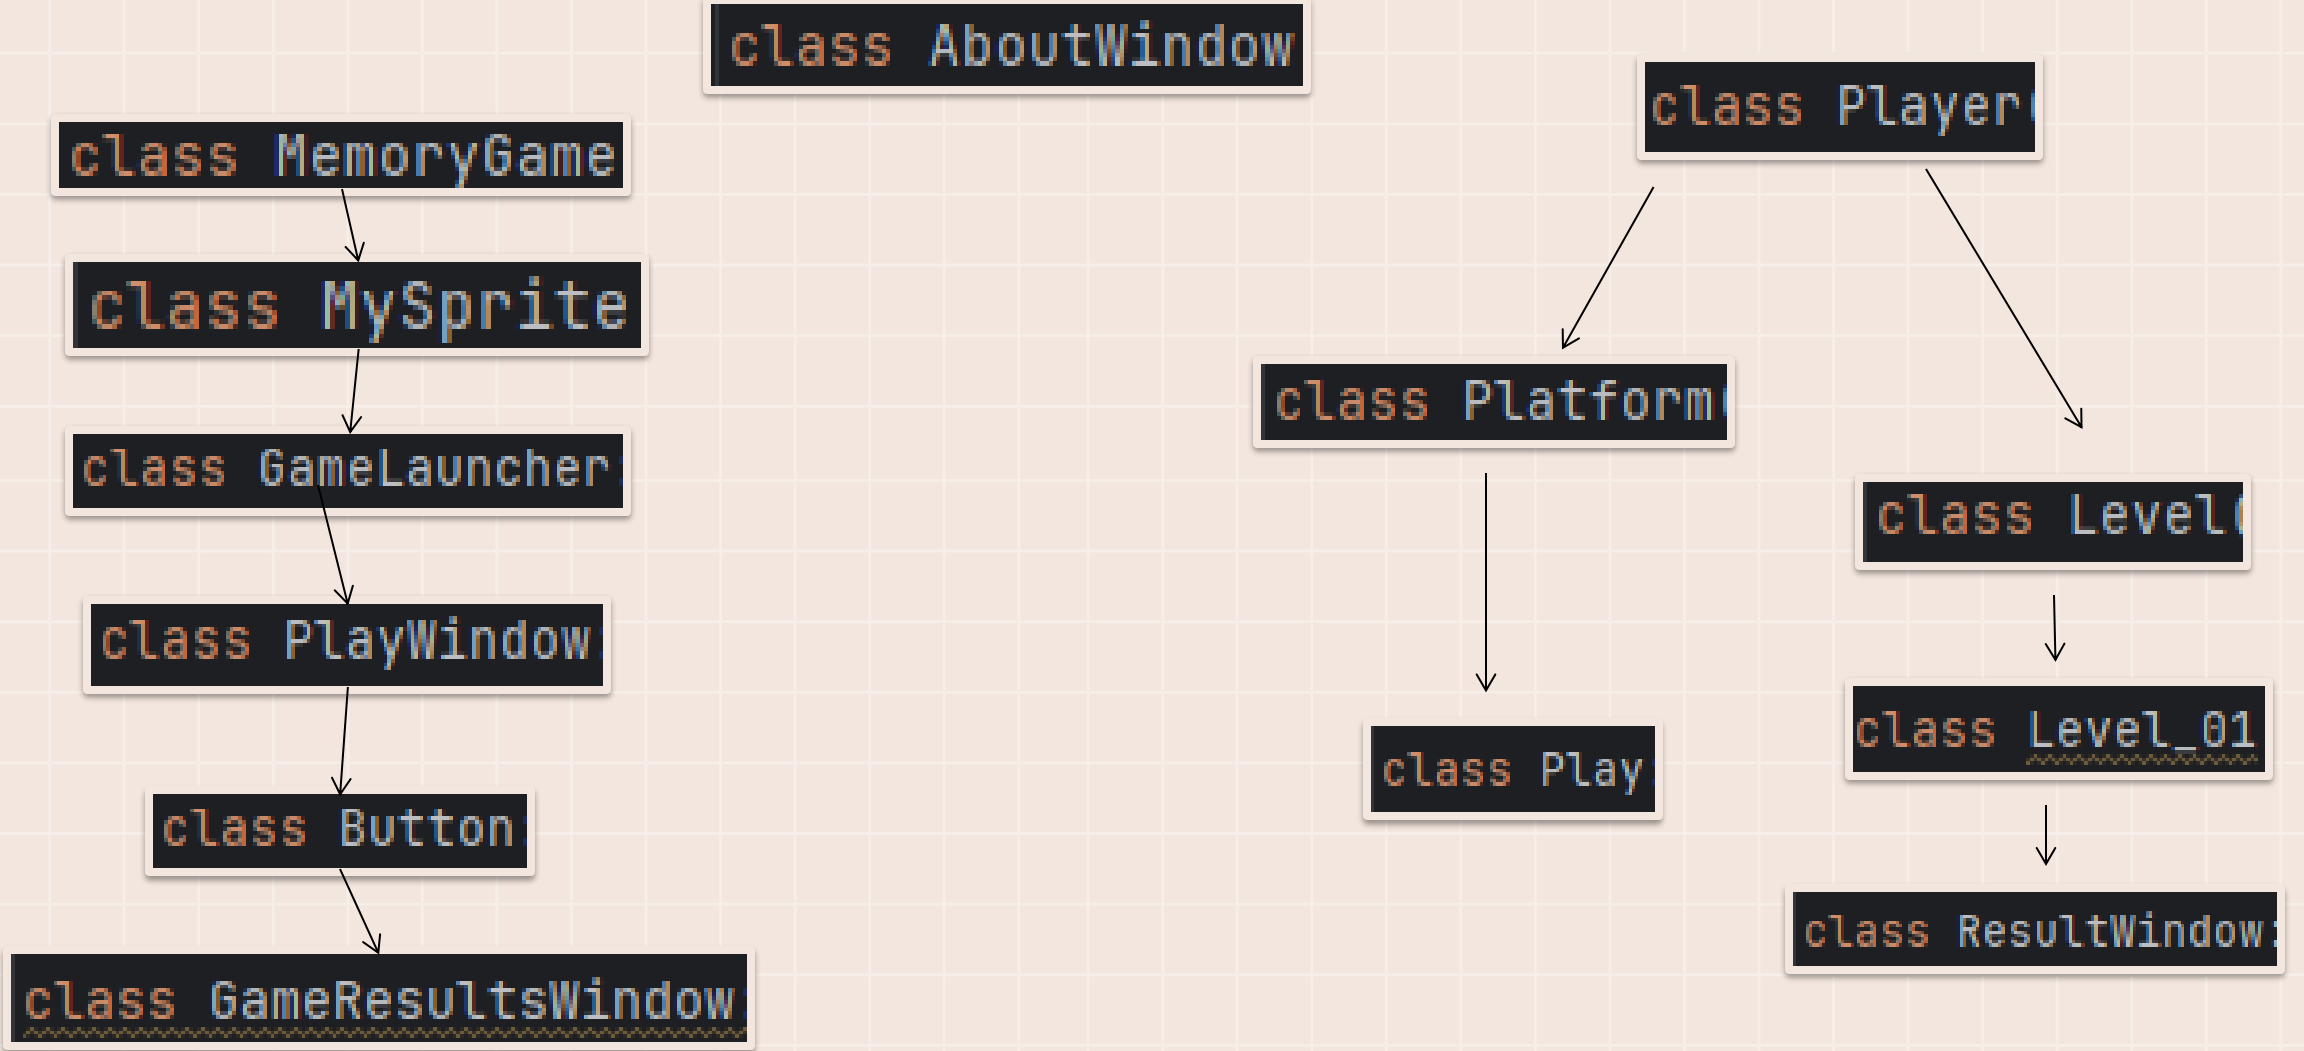 class AboutWindow
class Player(
class MemoryGame
class MySprite
class Platform(
class GameLauncher:
class Level(
class PlayWindow:
class Level_01
class Play
class Button:
class ResultWindow:
class GameResultsWindow: